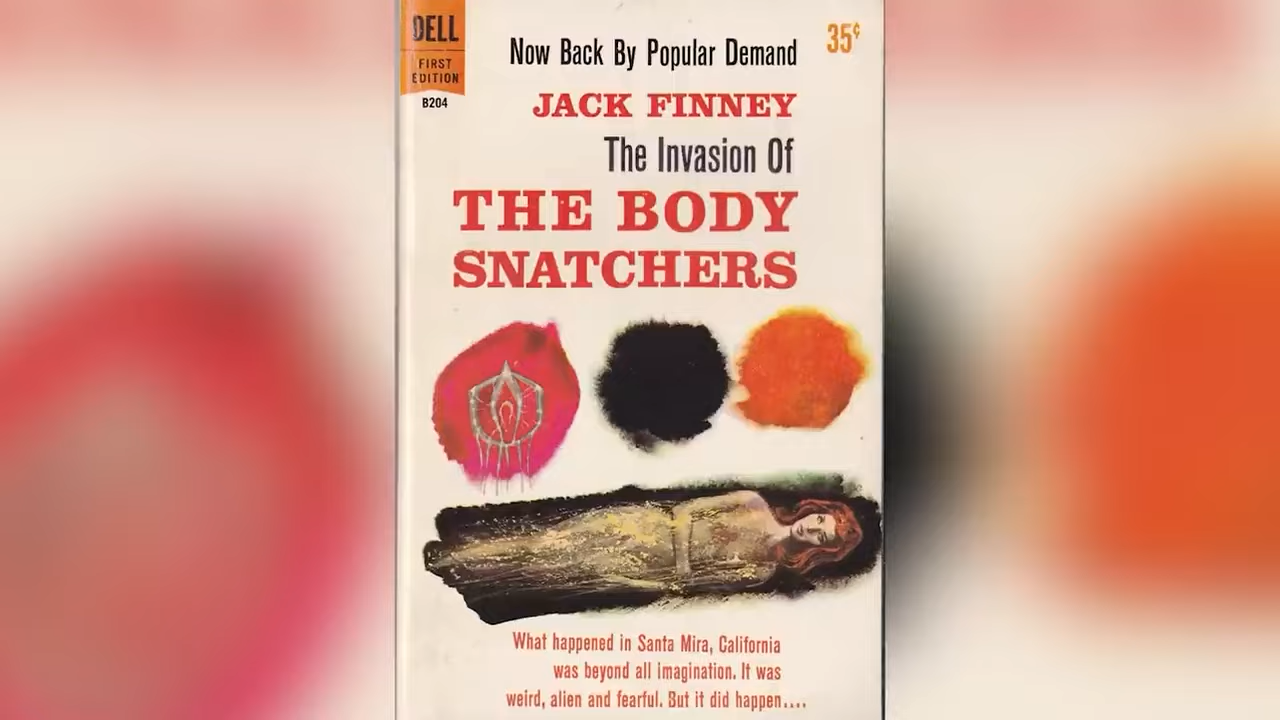 DELL
FIRST
EDITION
B204
Now Back By Popular Demand
35¢
JACK FINNEY
The Invasion Of
THE BODY
SNATCHERS
What happened in Santa Mira, California
was beyond all imagination. It was
weird, alien and fearful. But it did happen....